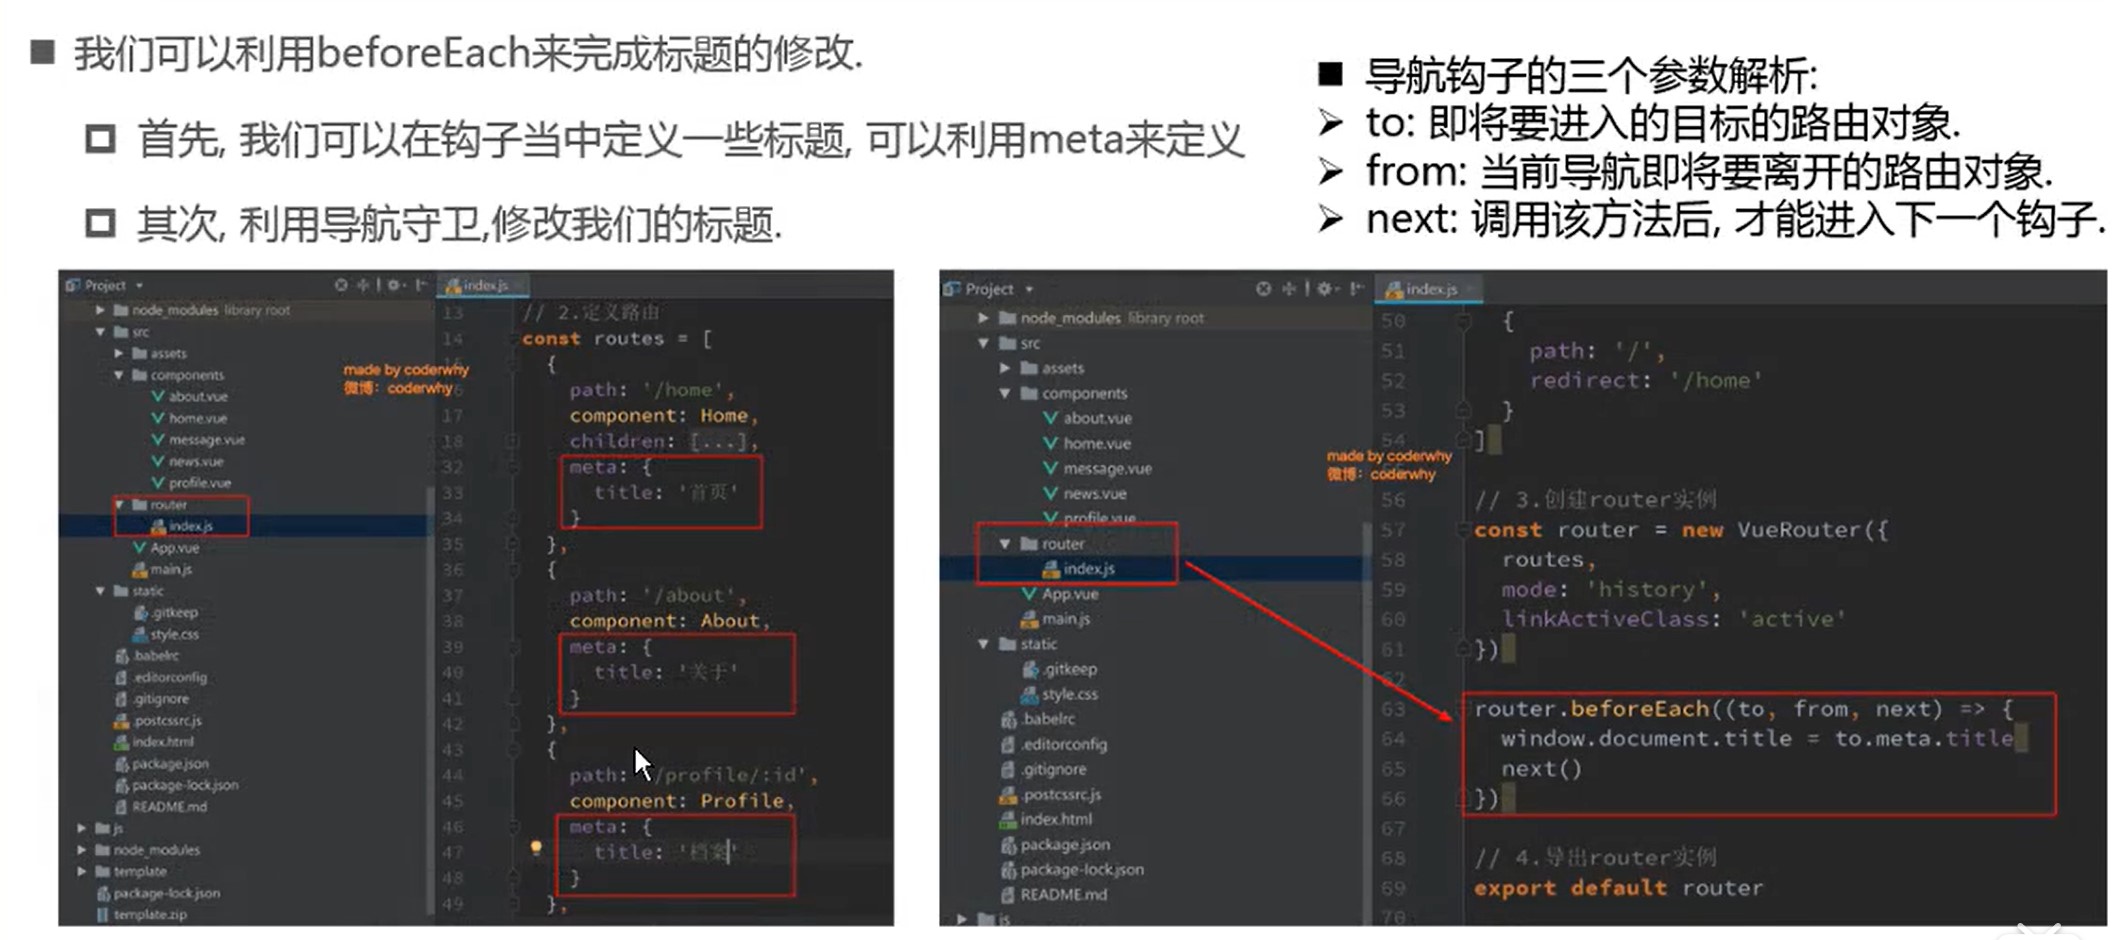 ■ 我们可以利用beforeEach来完成标题的修改.
首先, 我们可以在钩子当中定义一些标题, 可以利用meta来定义
其次, 利用导航守卫,修改我们的标题.
■ 导航钩子的三个参数解析:
➢ to: 即将要进入的目标的路由对象.
➢ from: 当前导航即将要离开的路由对象.
➢ next: 调用该方法后, 才能进入下一个钩子.
Project
node_modules library root
src
assets
components
about.vue
home.vue
message.vue
news.vue
profile.vue
router
index.js
App.vue
main.js
static
.gitkeep
style.css
.babelrc
.editorconfig
.gitignore
.postcssrc.js
index.html
package.json
package-lock.json
README.md
js
node_modules
template
package-lock.json
template.zip
made by coderwhy
微博：coderwhy
index.js
13 // 2.定义路由
14 const routes = [
{
path: '/home',
17 component: Home,
18 children: [...],
32 meta: {
33 title: '首页'
34 }
35 },
36 {
37 path: '/about',
38 component: About,
39 meta: {
40 title: '关于'
41 }
42 },
43 {
44 path: '/profile/:id',
45 component: Profile,
46 meta: {
47 title: '档案'
48 }
49 },
Project
node_modules library root
src
assets
components
about.vue
home.vue
message.vue
news.vue
profile.vue
router
index.js
App.vue
main.js
static
.gitkeep
style.css
.babelrc
.editorconfig
.gitignore
.postcssrc.js
index.html
package.json
package-lock.json
README.md
js
made by coderwhy
微博：coderwhy
index.js
50 {
51 path: '/',
52 redirect: '/home'
53 }
54 ]
56 // 3.创建router实例
57 const router = new VueRouter({
58 routes,
59 mode: 'history',
60 linkActiveClass: 'active'
61 })
62
63 router.beforeEach((to, from, next) => {
64 window.document.title = to.meta.title
65 next()
66 })
67
68 // 4.导出router实例
69 export default router
70